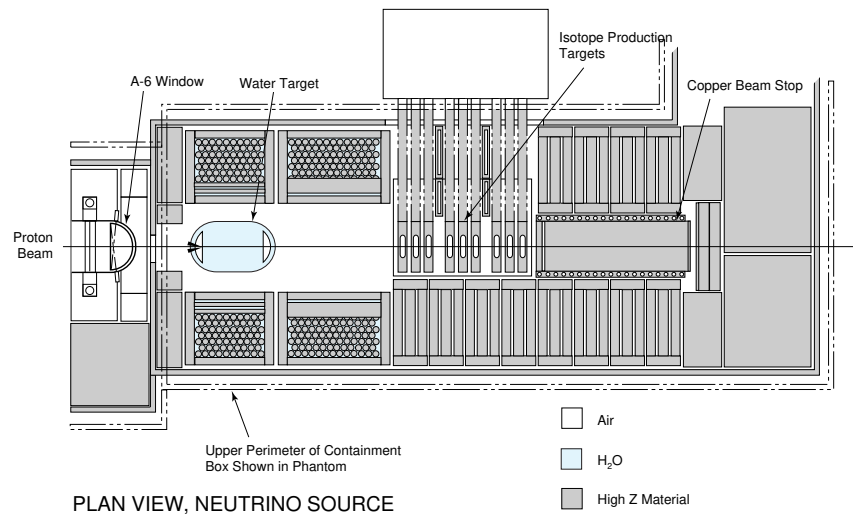 Isotope Production
Targets
A-6 Window
Water Target
Copper Beam Stop
Proton
Beam
Upper Perimeter of Containment
Box Shown in Phantom
Air
H₂O
High Z Material
PLAN VIEW, NEUTRINO SOURCE